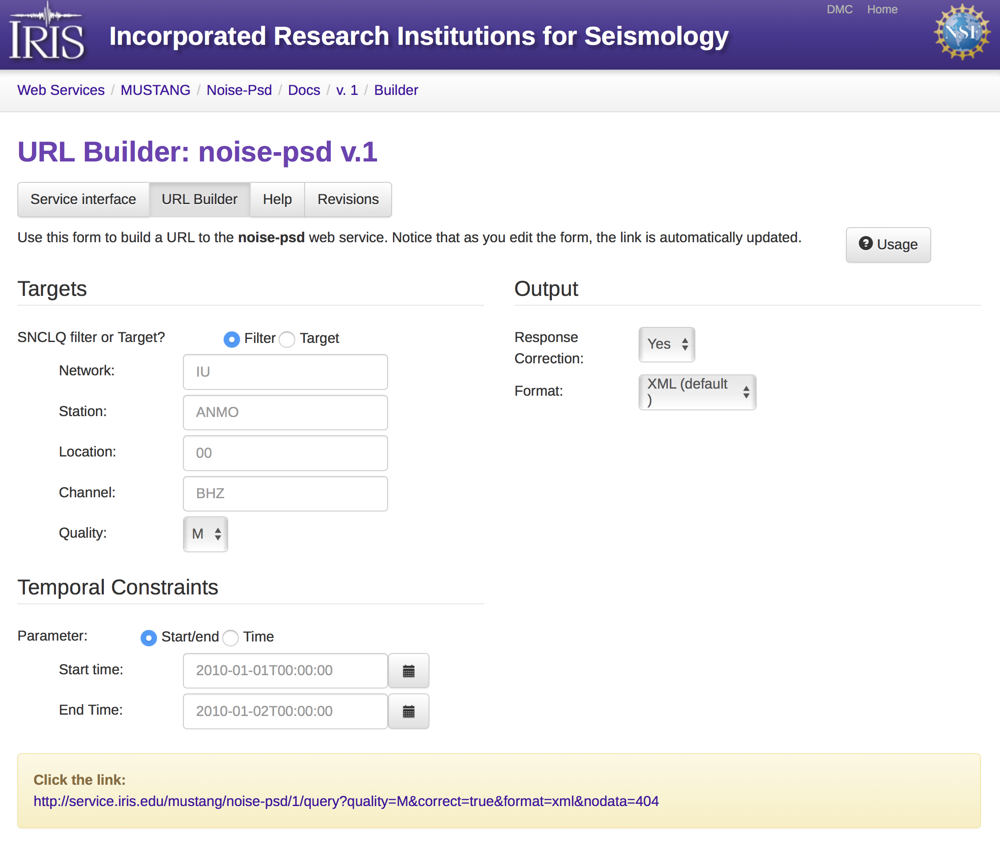 DMC Home
IRIS
Incorporated Research Institutions for Seismology
NSF
Web Services / MUSTANG / Noise-Psd / Docs / v. 1 / Builder
URL Builder: noise-psd v.1
Service interface URL Builder Help Revisions
Use this form to build a URL to the noise-psd web service. Notice that as you edit the form, the link is automatically updated.
? Usage
Targets
SNCLQ filter or Target? Filter Target
Network: IU
Station: ANMO
Location: 00
Channel: BHZ
Quality: M
Output
Response
Correction:
Yes
Format:
XML (default
)
Temporal Constraints
Parameter: Start/end Time
Start time: 2010-01-01T00:00:00
End Time: 2010-01-02T00:00:00
Click the link:
http://service.iris.edu/mustang/noise-psd/1/query?quality=M&correct=true&format=xml&nodata=404